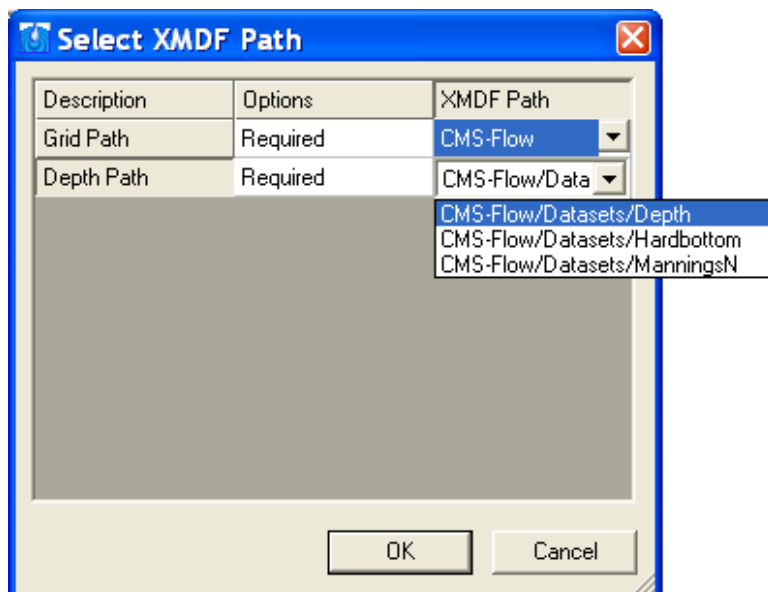 Select XMDF Path
Description Options XMDF Path
Grid Path Required CMS-Flow
Depth Path Required CMS-Flow/Data
CMS-Flow/Datasets/Depth
CMS-Flow/Datasets/Hardbottom
CMS-Flow/Datasets/ManningsN
OK Cancel